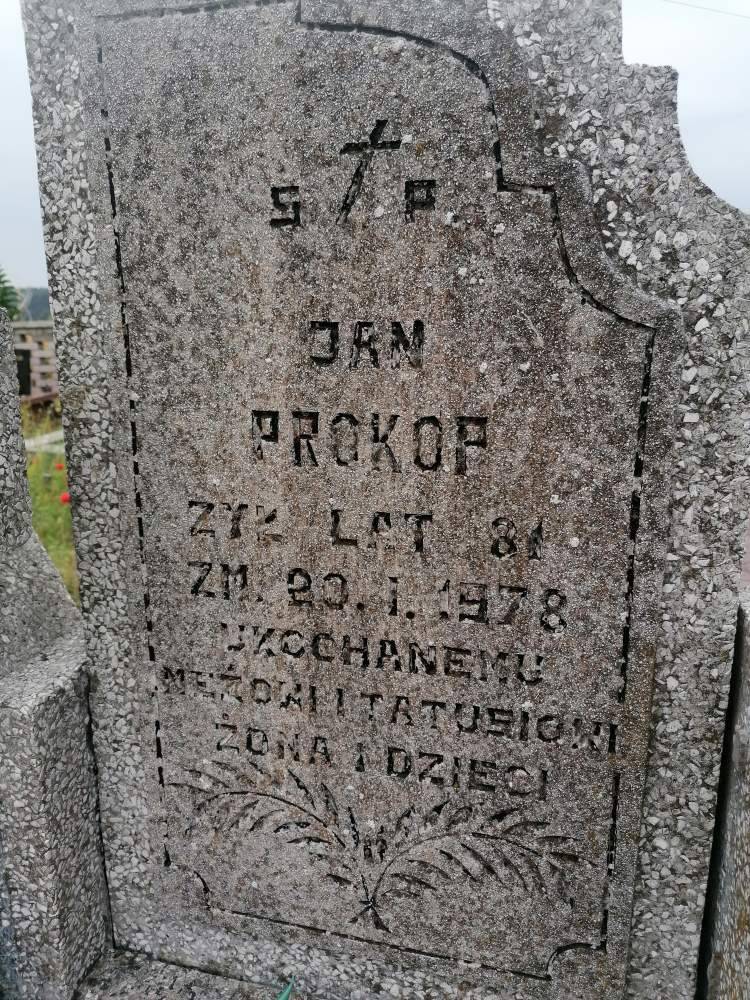 S P.
JAN
PROKOP
ŻYŁ LAT 81
ZM. 20. I. 1978
UKOCHANEMU
MĘŻOWI I TATUSIOWI
ŻONA I DZIECI